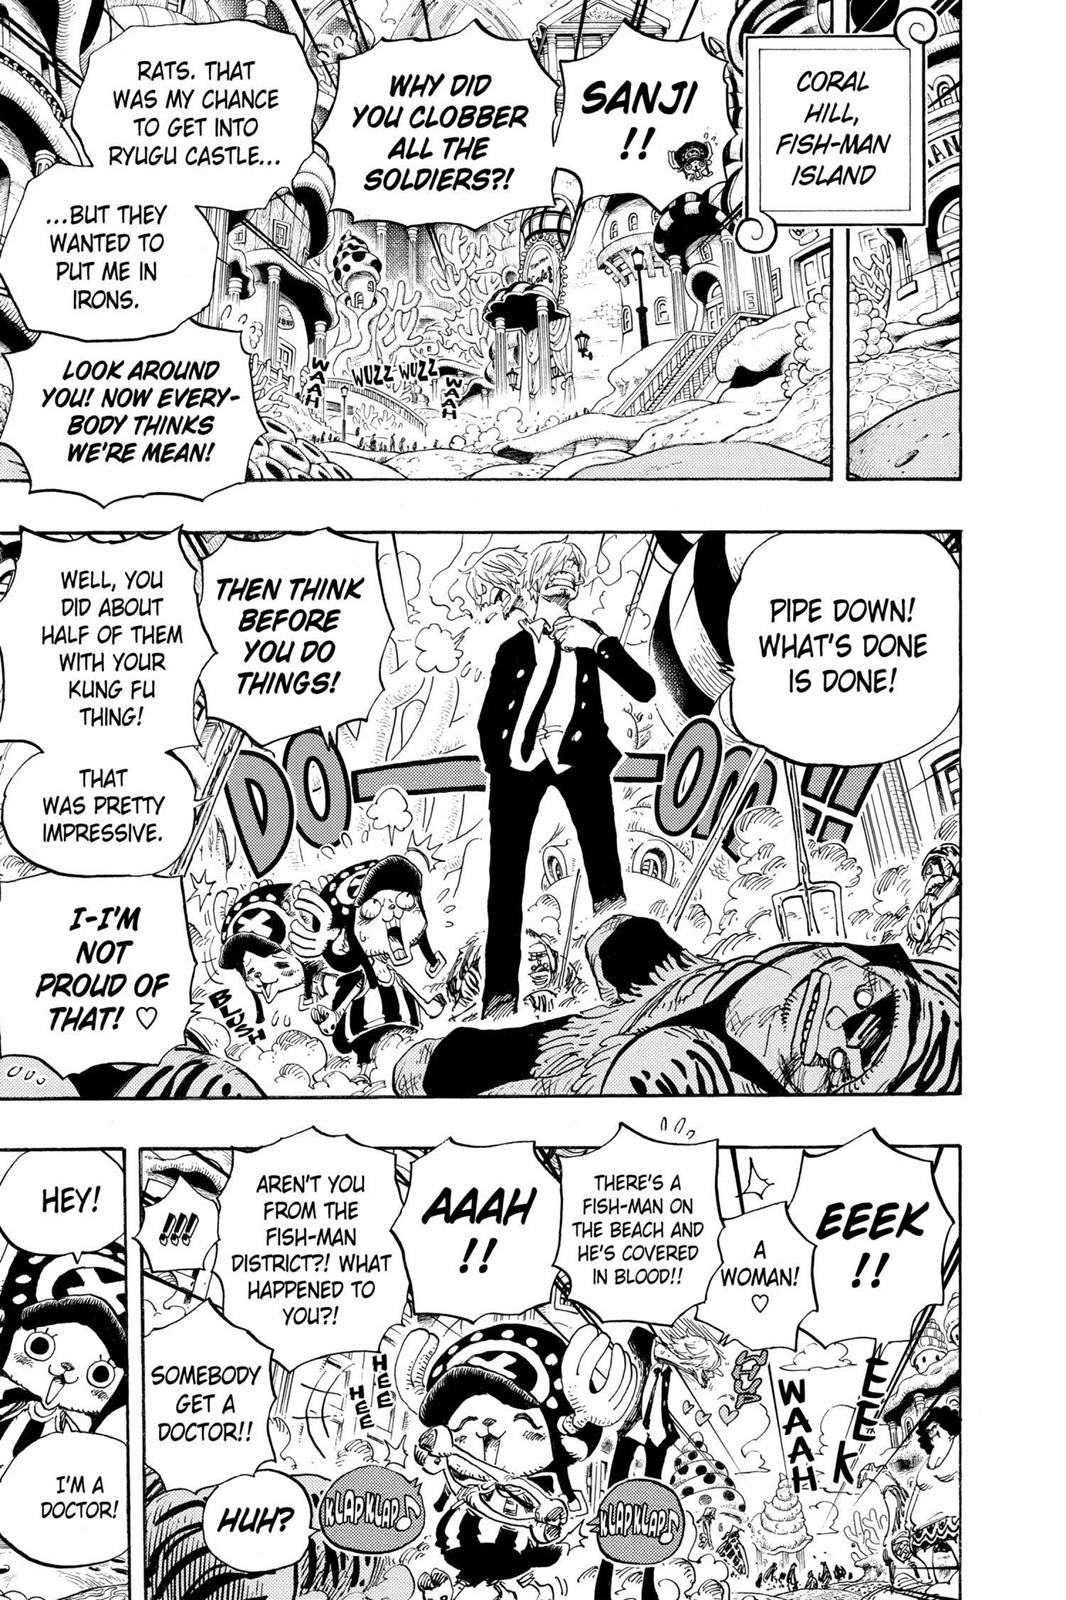 CORAL
HILL,
FISH-MAN
ISLAND
SANJI
!!
WHY DID
YOU CLOBBER
ALL THE
SOLDIERS?!
RATS. THAT
WAS MY CHANCE
TO GET INTO
RYUGU CASTLE...
...BUT THEY
WANTED TO
PUT ME IN
IRONS.
LOOK AROUND
YOU! NOW EVERY-
BODY THINKS
WE'RE MEAN!
WAAH
WUZZ WUZZ
WAAH
PIPE DOWN!
WHAT'S DONE
IS DONE!
THEN THINK
BEFORE
YOU DO
THINGS!
WELL, YOU
DID ABOUT
HALF OF THEM
WITH YOUR
KUNG FU
THING!
THAT
WAS PRETTY
IMPRESSIVE.
I-I'M
NOT
PROUD OF
THAT! ♡
DO—OM!!
BLUSH
EEEK
!!
A
WOMAN!
♡
THERE'S A
FISH-MAN ON
THE BEACH AND
HE'S COVERED
IN BLOOD!!
AAAH
!!
AREN'T YOU
FROM THE
FISH-MAN
DISTRICT?! WHAT
HAPPENED TO
YOU?!
!!!
SOMEBODY
GET A
DOCTOR!!
HUH?
EEEK
WAAH
HEE
HEE
KLAP KLAP♪
KLAP KLAP♪
HEY!
I'M A
DOCTOR!